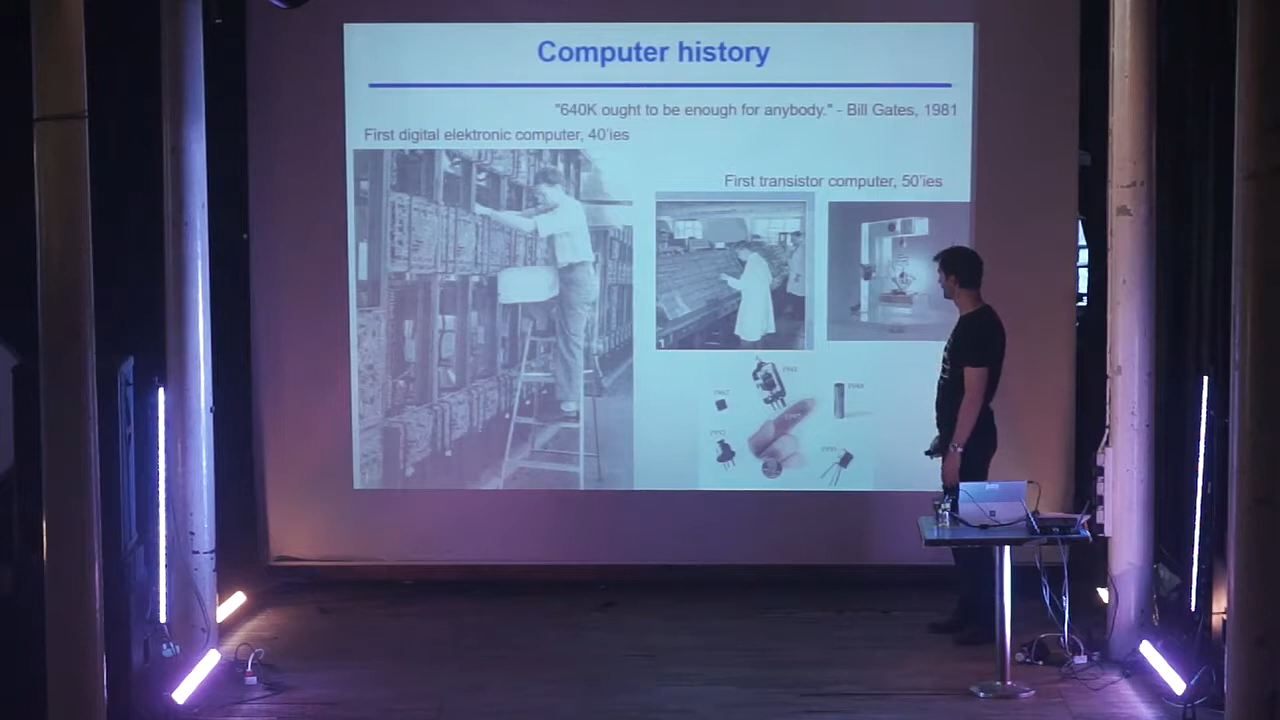 Computer history
"640K ought to be enough for anybody." - Bill Gates, 1981
First digital elektronic computer, 40'ies
First transistor computer, 50'ies
1997